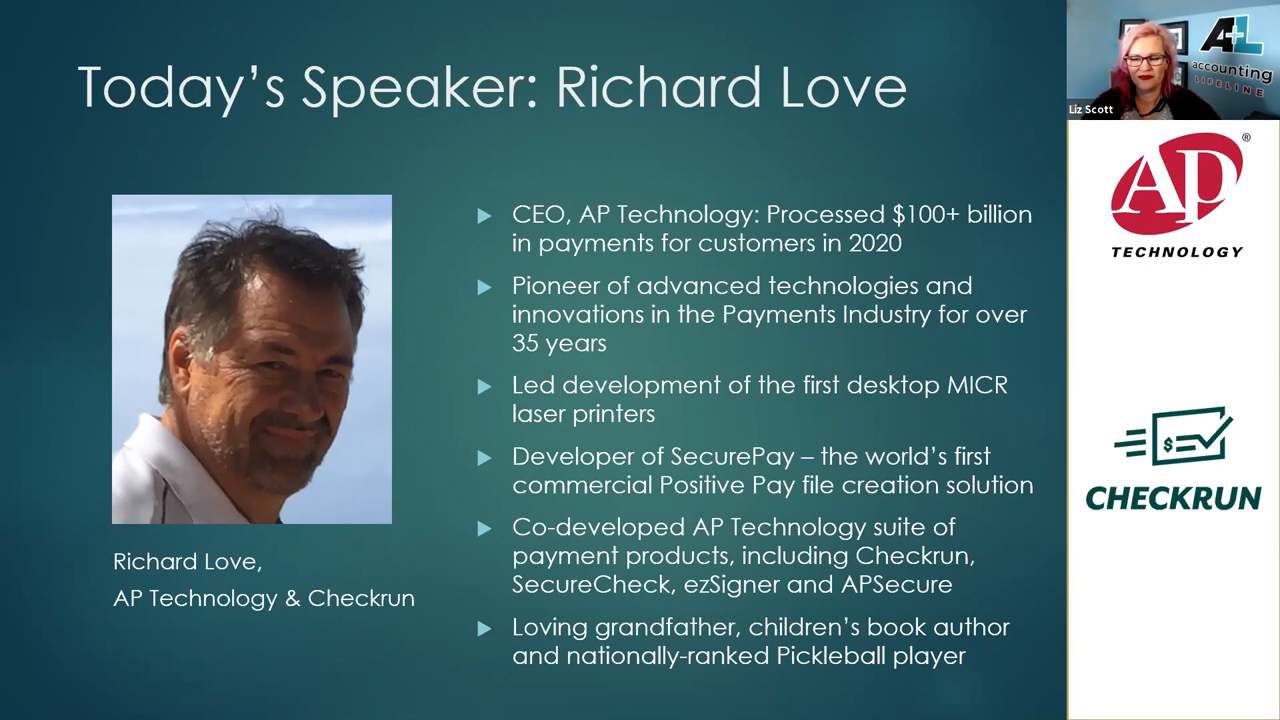 Today's Speaker: Richard Love
CEO, AP Technology: Processed $100+ billion
in payments for customers in 2020
Pioneer of advanced technologies and
innovations in the Payments Industry for over
35 years
Led development of the first desktop MICR
laser printers
Developer of SecurePay – the world's first
commercial Positive Pay file creation solution
Co-developed AP Technology suite of
payment products, including Checkrun,
SecureCheck, ezSigner and APSecure
Loving grandfather, children's book author
and nationally-ranked Pickleball player
Richard Love,
AP Technology & Checkrun
A+L
accounting
LIFELINE
Liz Scott
AP®
TECHNOLOGY
$
CHECKRUN